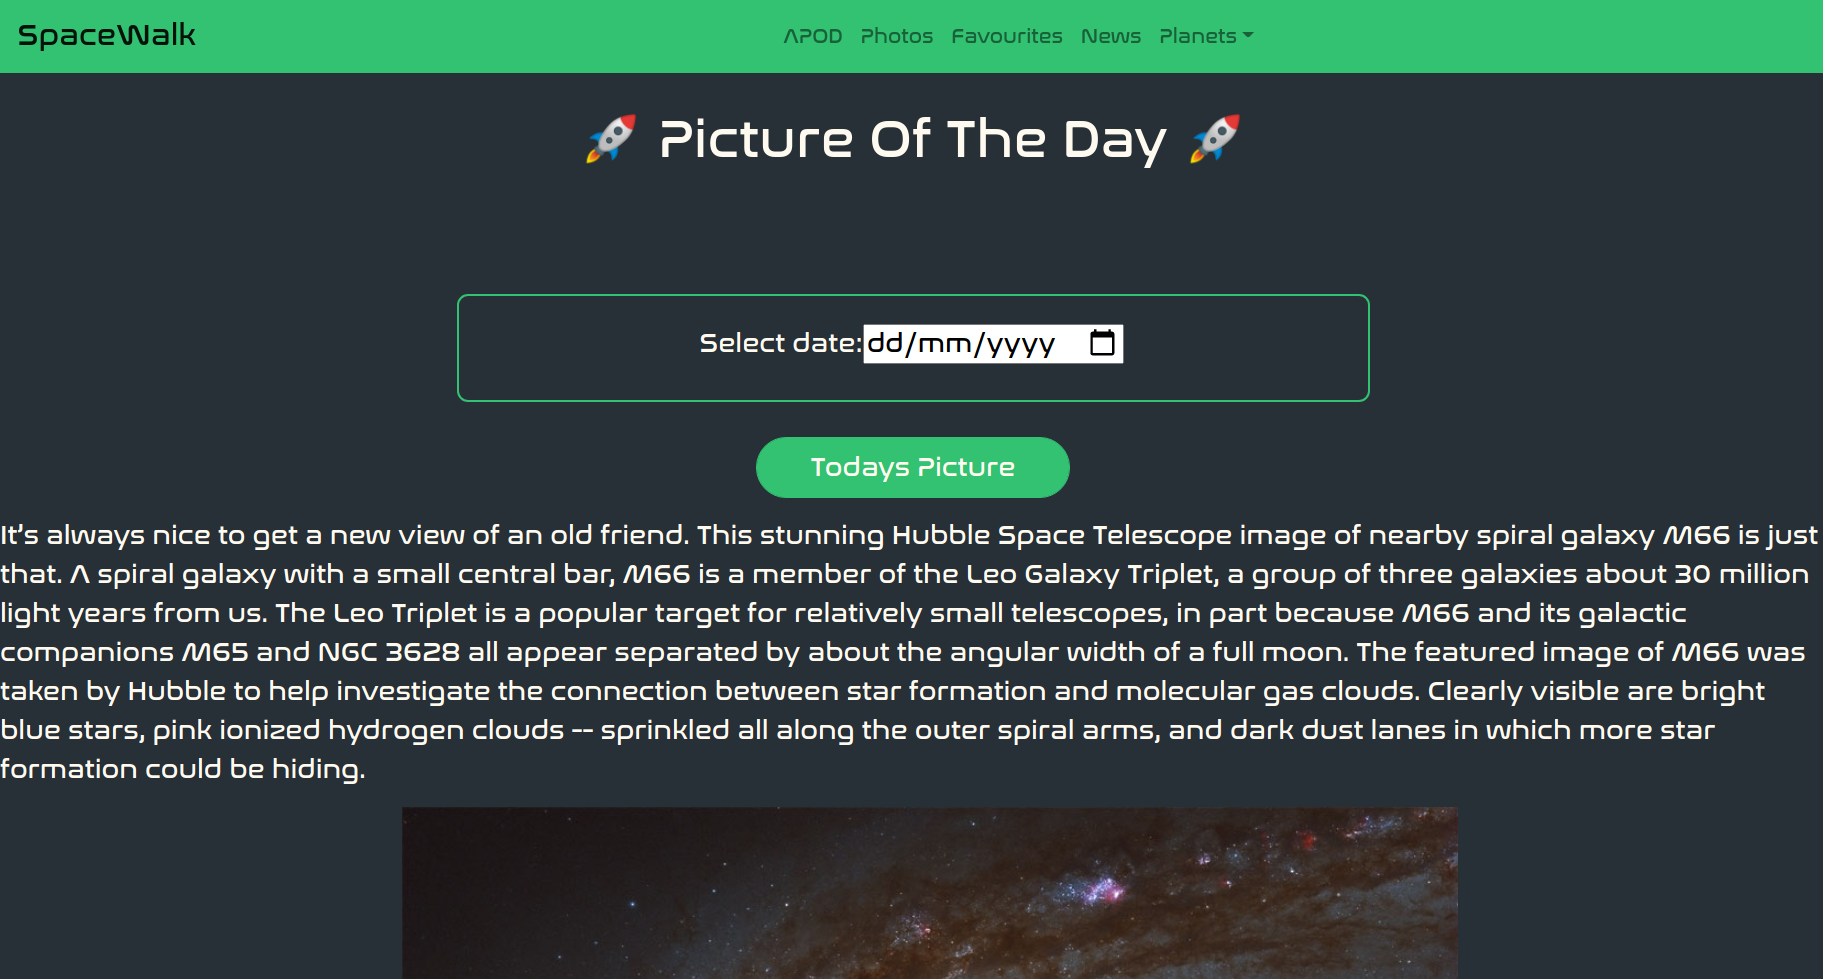 SpaceWalk
APOD Photos Favourites News Planets
🚀 Picture Of The Day 🚀
Select date: dd/mm/yyyy
Todays Picture
It's always nice to get a new view of an old friend. This stunning Hubble Space Telescope image of nearby spiral galaxy M66 is just
that. A spiral galaxy with a small central bar, M66 is a member of the Leo Galaxy Triplet, a group of three galaxies about 30 million
light years from us. The Leo Triplet is a popular target for relatively small telescopes, in part because M66 and its galactic
companions M65 and NGC 3628 all appear separated by about the angular width of a full moon. The featured image of M66 was
taken by Hubble to help investigate the connection between star formation and molecular gas clouds. Clearly visible are bright
blue stars, pink ionized hydrogen clouds -- sprinkled all along the outer spiral arms, and dark dust lanes in which more star
formation could be hiding.